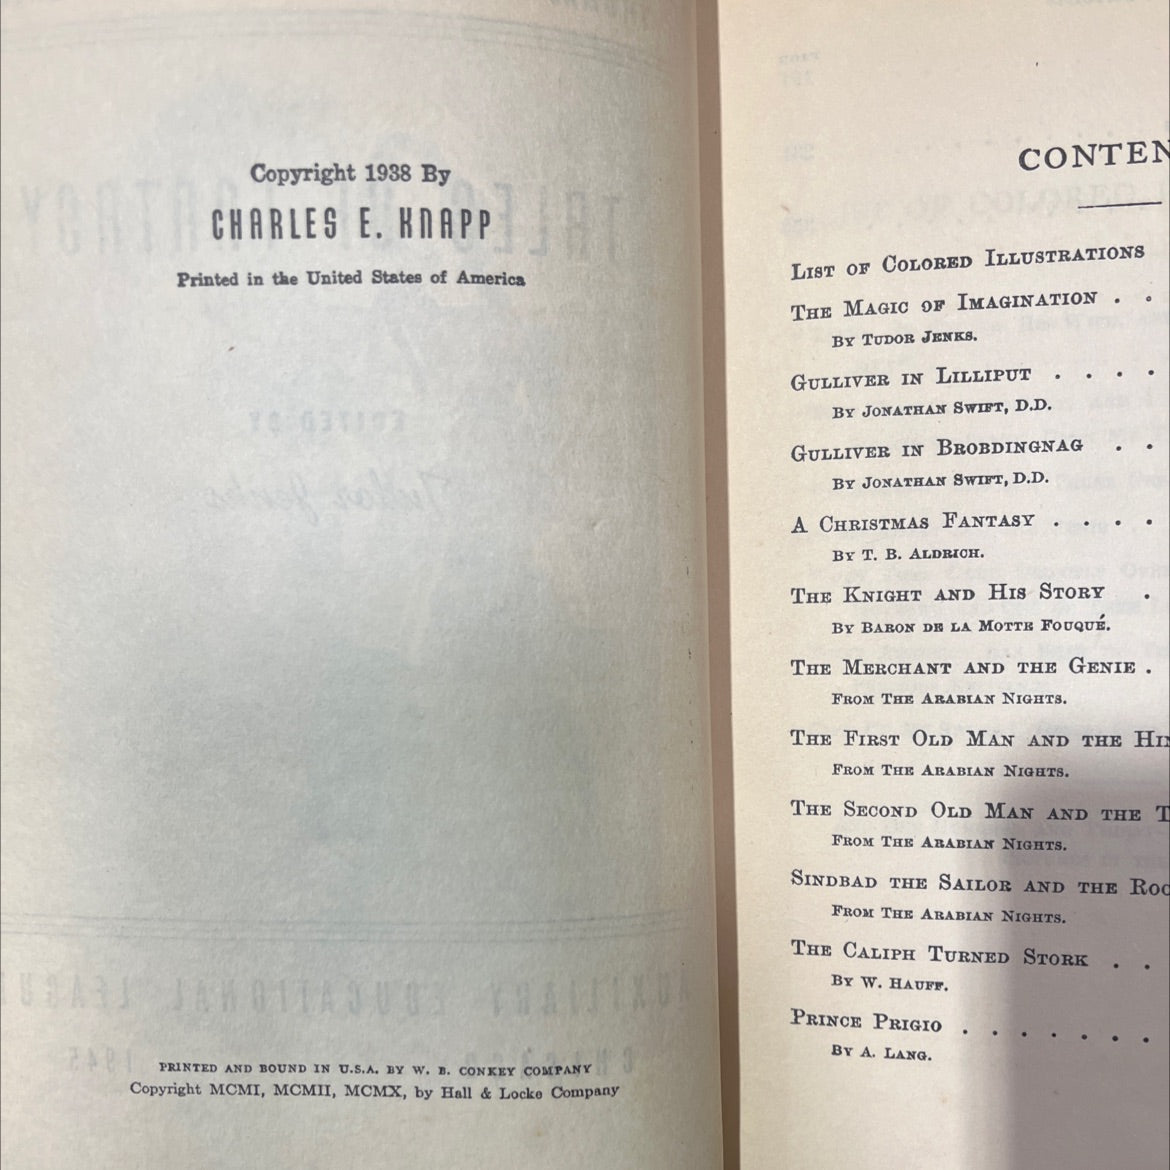 Copyright 1938 By
CHARLES E. KNAPP
Printed in the United States of America
PRINTED AND BOUND IN U.S.A. BY W. B. CONKEY COMPANY
Copyright MCMI, MCMII, MCMX, by Hall & Locke Company
CONTEN
LIST OF COLORED ILLUSTRATIONS
THE MAGIC OF IMAGINATION . .
BY TUDOR JENKS.
GULLIVER IN LILLIPUT . . . .
BY JONATHAN SWIFT, D.D.
GULLIVER IN BROBDINGNAG . .
BY JONATHAN SWIFT, D.D.
A CHRISTMAS FANTASY . . . .
BY T. B. ALDRICH.
THE KNIGHT AND HIS STORY .
BY BARON DE LA MOTTE FOUQUÉ.
THE MERCHANT AND THE GENIE .
FROM THE ARABIAN NIGHTS.
THE FIRST OLD MAN AND THE HIN
FROM THE ARABIAN NIGHTS.
THE SECOND OLD MAN AND THE T
FROM THE ARABIAN NIGHTS.
SINDBAD THE SAILOR AND THE ROC
FROM THE ARABIAN NIGHTS.
THE CALIPH TURNED STORK . .
BY W. HAUFF.
PRINCE PRIGIO . . . . . . .
BY A. LANG.